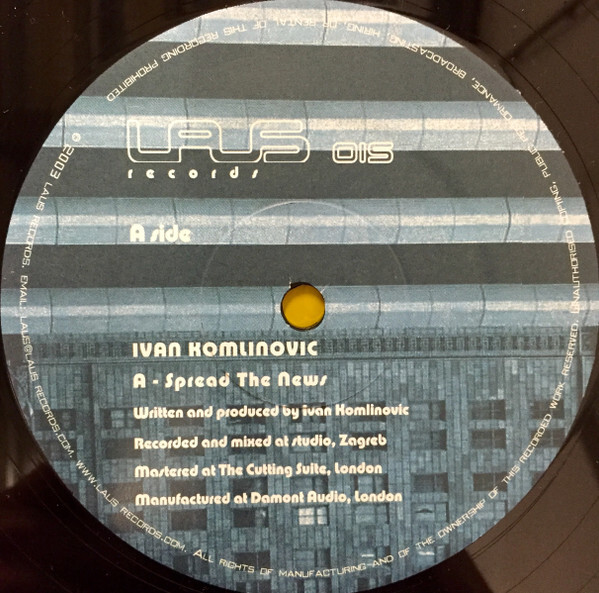 LAUS 015
records
A side
IVAN KOMLINOVIC
A - Spread The News
Written and produced by ivan Komlinovic
Recorded and mixed at studio, Zagreb
Mastered at The Cutting Suite, London
Manufactured at Damont Audio, London
© 2003 LAUS RECORDS. EMAIL: LAUS@LAUS RECORDS.COM. WWW.LAUS RECORDS.COM. ALL RIGHTS OF MANUFACTURING AND OF THE OWNERSHIP OF THIS RECORDED WORK RESERVED. UNAUTHORISED COPYING, PUBLIC PERFORMANCE, BROADCASTING, HIRING OR RENTAL OF THIS RECORDING PROHIBITED